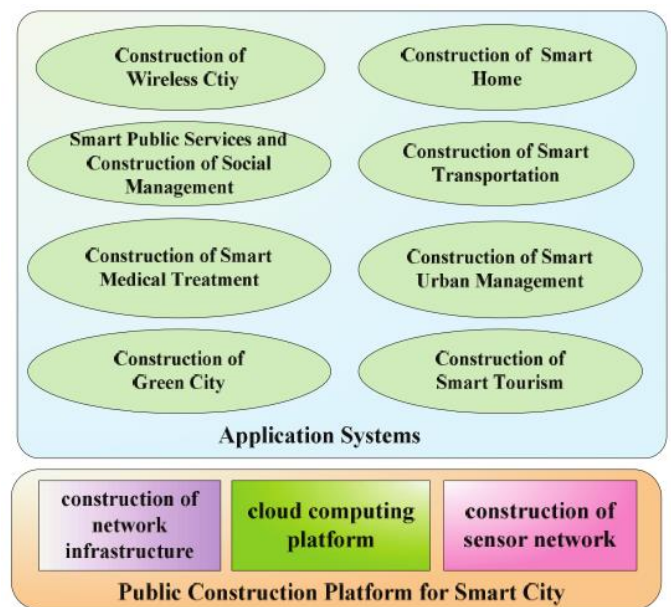 Construction of
Wireless Ctiy
Construction of Smart
Home
Smart Public Services and
Construction of Social
Management
Construction of Smart
Transportation
Construction of Smart
Medical Treatment
Construction of Smart
Urban Management
Construction of
Green City
Construction of
Smart Tourism
Application Systems
construction of
network
infrastructure
cloud computing
platform
construction of
sensor network
Public Construction Platform for Smart City